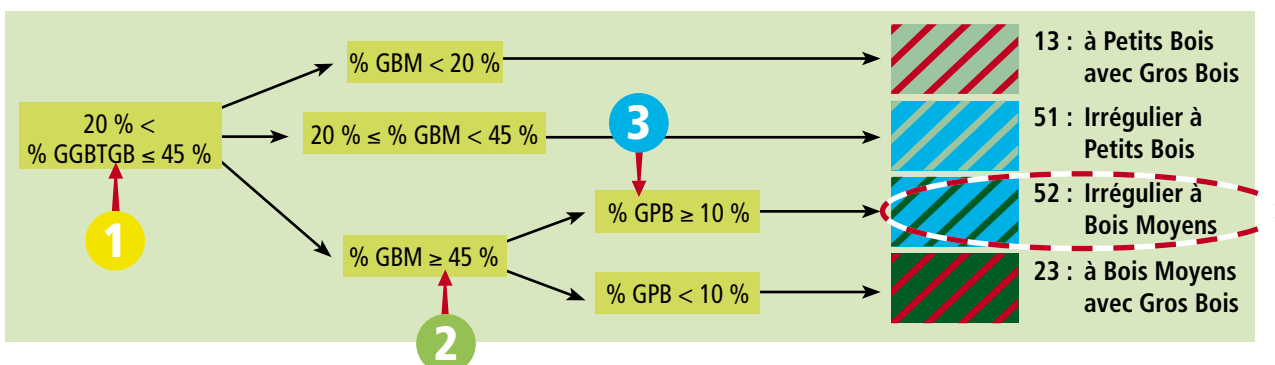 % GBM < 20 %
13 : à Petits Bois
avec Gros Bois
20 % <
% GGBTGB ≤ 45 %
20 % ≤ % GBM < 45 %
3
51 : Irrégulier à
Petits Bois
1
% GPB ≥ 10 %
52 : Irrégulier à
Bois Moyens
% GBM ≥ 45 %
2
% GPB < 10 %
23 : à Bois Moyens
avec Gros Bois